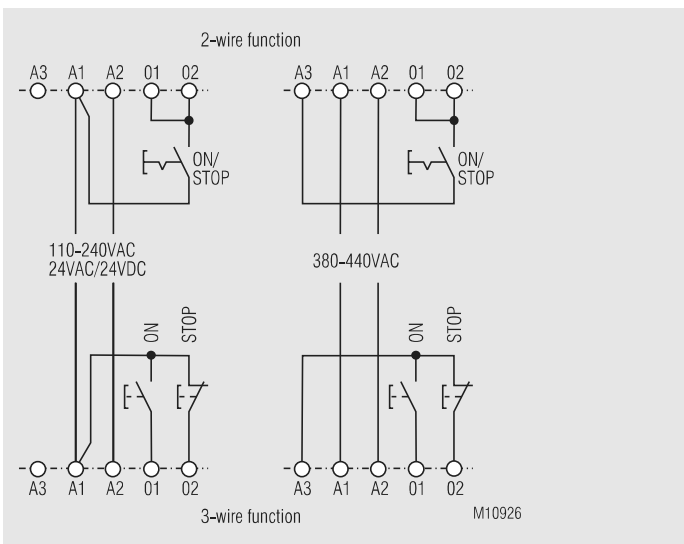 2-wire function
A3 A1 A2 01 02 A3 A1 A2 01 02
ON/
STOP
ON/
STOP
110-240VAC
24VAC/24VDC
380-440VAC
ON STOP ON STOP
A3 A1 A2 01 02 A3 A1 A2 01 02
3-wire function
M10926